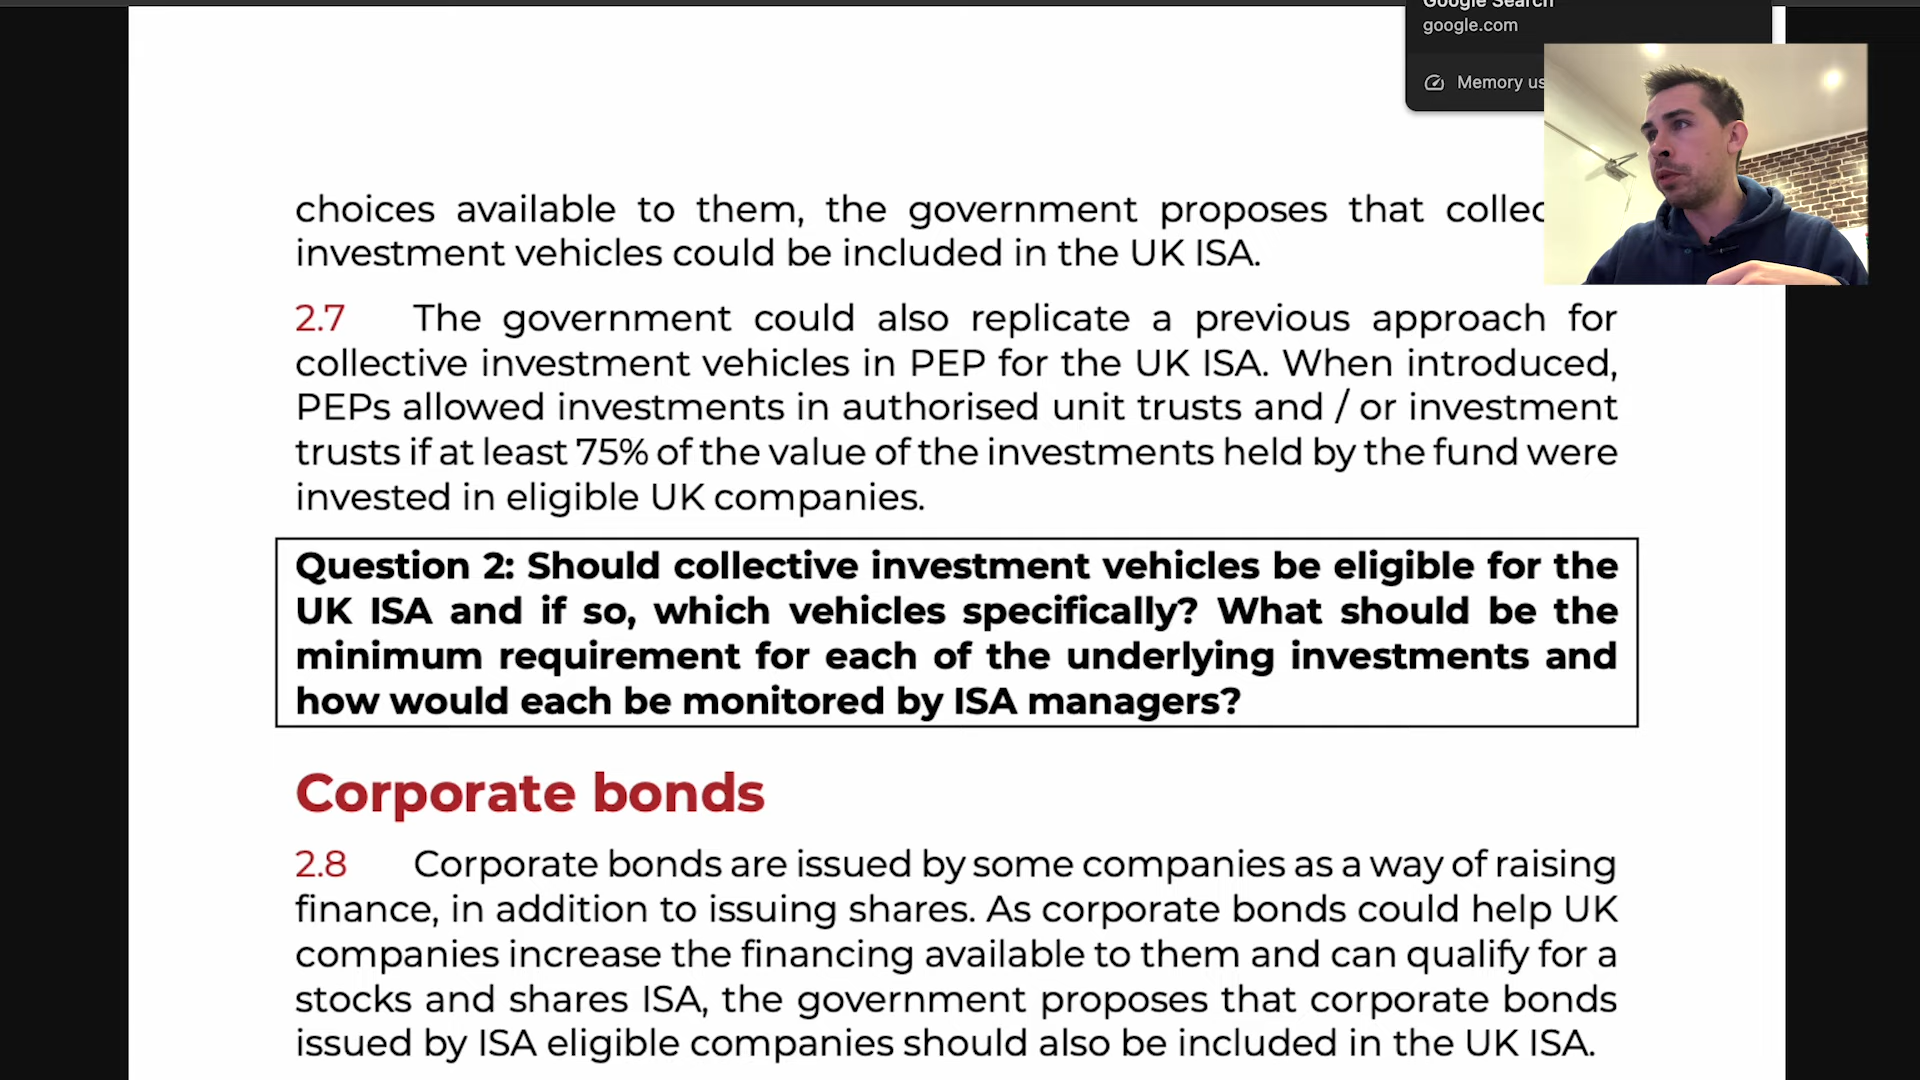 Google Search
google.com
Memory us
choices available to them, the government proposes that collec
investment vehicles could be included in the UK ISA.
2.7 The government could also replicate a previous approach for
collective investment vehicles in PEP for the UK ISA. When introduced,
PEPs allowed investments in authorised unit trusts and / or investment
trusts if at least 75% of the value of the investments held by the fund were
invested in eligible UK companies.
Question 2: Should collective investment vehicles be eligible for the
UK ISA and if so, which vehicles specifically? What should be the
minimum requirement for each of the underlying investments and
how would each be monitored by ISA managers?
Corporate bonds
2.8 Corporate bonds are issued by some companies as a way of raising
finance, in addition to issuing shares. As corporate bonds could help UK
companies increase the financing available to them and can qualify for a
stocks and shares ISA, the government proposes that corporate bonds
issued by ISA eligible companies should also be included in the UK ISA.